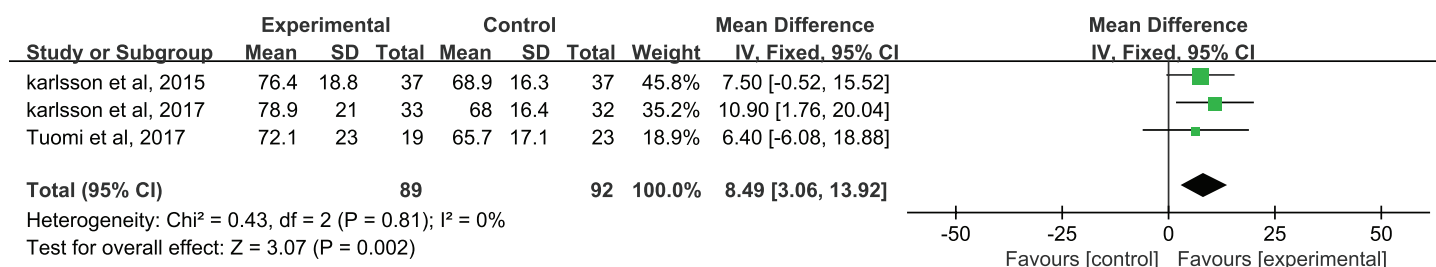 Experimental Control Mean Difference Mean Difference
Study or Subgroup Mean SD Total Mean SD Total Weight IV, Fixed, 95% CI IV, Fixed, 95% CI
karlsson et al, 2015 76.4 18.8 37 68.9 16.3 37 45.8% 7.50 [-0.52, 15.52]
karlsson et al, 2017 78.9 21 33 68 16.4 32 35.2% 10.90 [1.76, 20.04]
Tuomi et al, 2017 72.1 23 19 65.7 17.1 23 18.9% 6.40 [-6.08, 18.88]
Total (95% CI) 89 92 100.0% 8.49 [3.06, 13.92]
Heterogeneity: Chi² = 0.43, df = 2 (P = 0.81); I² = 0%
Test for overall effect: Z = 3.07 (P = 0.002)
-50 -25 0 25 50
Favours [control] Favours [experimental]